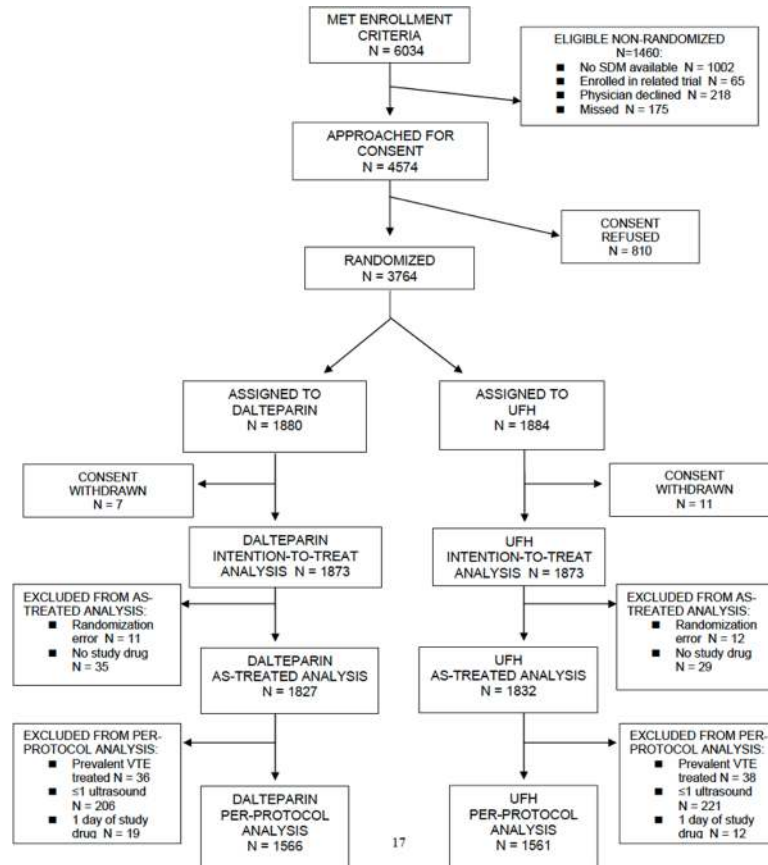 MET ENROLLMENT
CRITERIA
N = 6034
ELIGIBLE NON-RANDOMIZED
N=1460:
■ No SDM available N = 1002
■ Enrolled in related trial N = 65
■ Physician declined N = 218
■ Missed N = 175
APPROACHED FOR
CONSENT
N = 4574
CONSENT
REFUSED
N = 810
RANDOMIZED
N = 3764
ASSIGNED TO
DALTEPARIN
N = 1880
ASSIGNED TO
UFH
N = 1884
CONSENT
WITHDRAWN
N = 7
CONSENT
WITHDRAWN
N = 11
DALTEPARIN
INTENTION-TO-TREAT
ANALYSIS N = 1873
UFH
INTENTION-TO-TREAT
ANALYSIS N = 1873
EXCLUDED FROM AS-
TREATED ANALYSIS:
■ Randomization
error N = 11
■ No study drug
N = 35
EXCLUDED FROM AS-
TREATED ANALYSIS:
■ Randomization
error N = 12
■ No study drug
N = 29
DALTEPARIN
AS-TREATED ANALYSIS
N = 1827
UFH
AS-TREATED ANALYSIS
N = 1832
EXCLUDED FROM PER-
PROTOCOL ANALYSIS:
■ Prevalent VTE
treated N = 36
■ ≤1 ultrasound
N = 206
■ 1 day of study
drug N = 19
EXCLUDED FROM PER-
PROTOCOL ANALYSIS:
■ Prevalent VTE
treated N = 38
■ ≤1 ultrasound
N = 221
■ 1 day of study
drug N = 12
DALTEPARIN
PER-PROTOCOL
ANALYSIS
N = 1566
UFH
PER-PROTOCOL
ANALYSIS
N = 1561
17